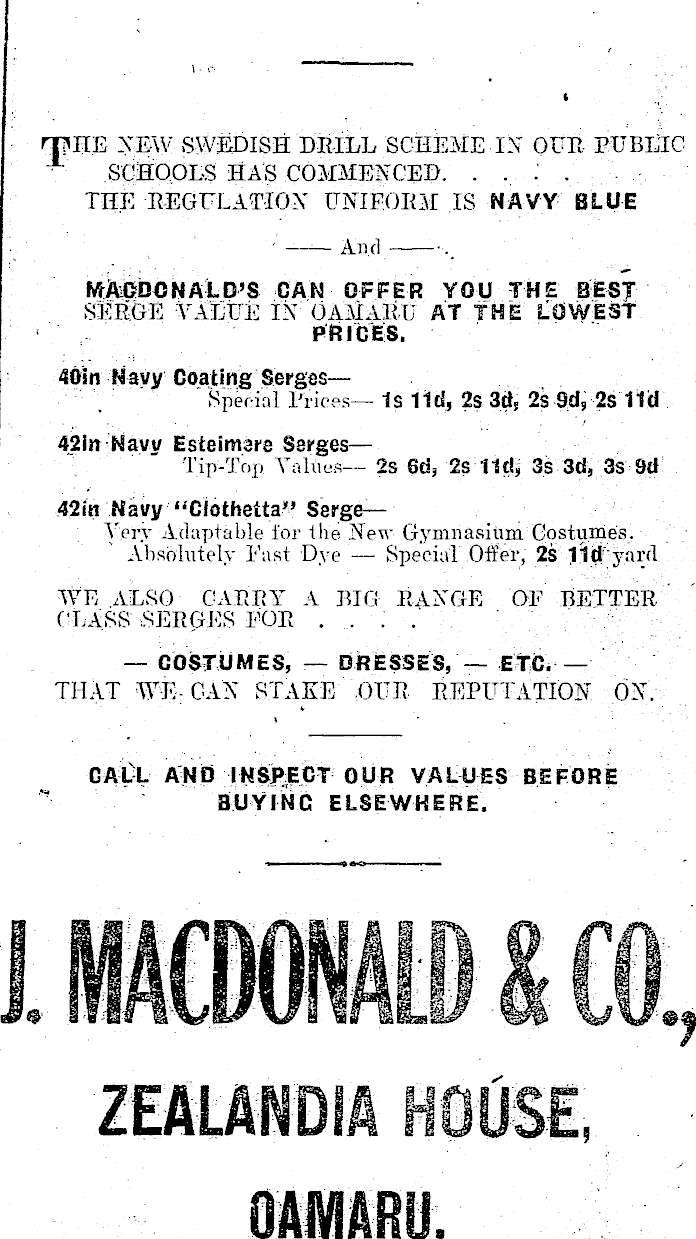 THE NEW SWEDISH DRILL SCHEME IN OUR PUBLIC
SCHOOLS HAS COMMENCED. . . . .
THE REGULATION UNIFORM IS NAVY BLUE
—— And ——
MACDONALD'S CAN OFFER YOU THE BEST
SERGE VALUE IN OAMARU AT THE LOWEST
PRICES.
40in Navy Coating Serges—
Special Prices— 1s 11d, 2s 3d, 2s 9d, 2s 11d
42in Navy Esteimere Serges—
Tip-Top Values— 2s 6d, 2s 11d, 3s 3d, 3s 9d
42in Navy "Clothetta" Serge—
Very Adaptable for the New Gymnasium Costumes.
Absolutely Fast Dye — Special Offer, 2s 11d yard
WE ALSO CARRY A BIG RANGE OF BETTER
CLASS SERGES FOR . . . .
— COSTUMES, — DRESSES, — ETC. —
THAT WE CAN STAKE OUR REPUTATION ON.
CALL AND INSPECT OUR VALUES BEFORE
BUYING ELSEWHERE.
J. MACDONALD & CO.,
ZEALANDIA HOUSE,
OAMARU.